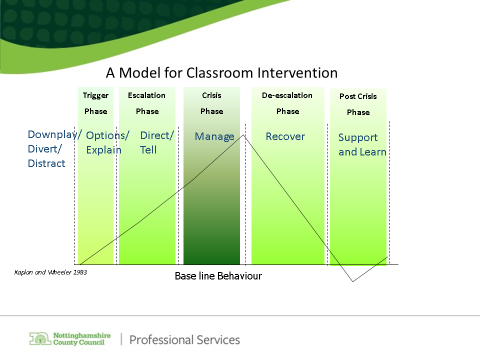 A Model for Classroom Intervention
Trigger
Phase
Escalation
Phase
Crisis
Phase
De-escalation
Phase
Post Crisis
Phase
Downplay/
Divert/
Distract
Options/
Explain
Direct/
Tell
Manage
Recover
Support
and Learn
Kaplan and Wheeler 1983
Base line Behaviour
Nottinghamshire
County Council
Professional Services